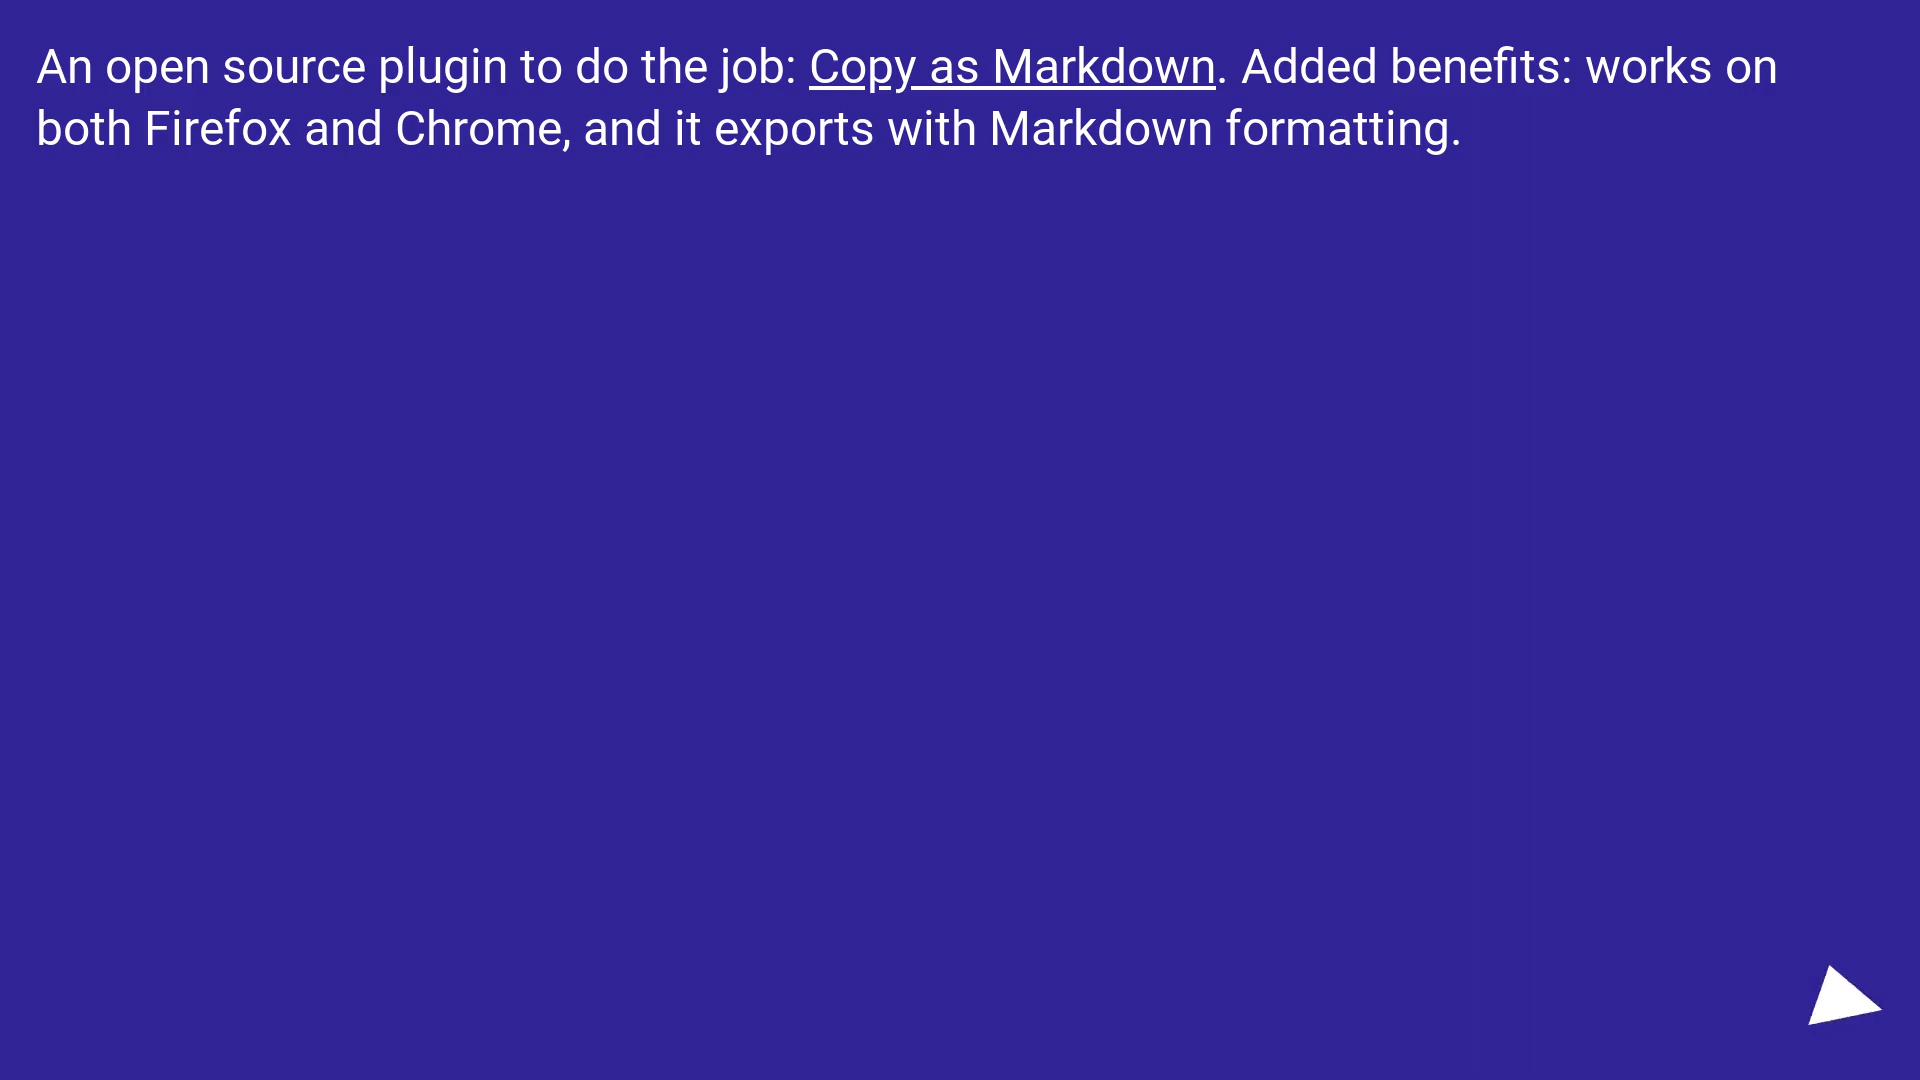 An open source plugin to do the job: Copy as Markdown. Added benefits: works on
both Firefox and Chrome, and it exports with Markdown formatting.